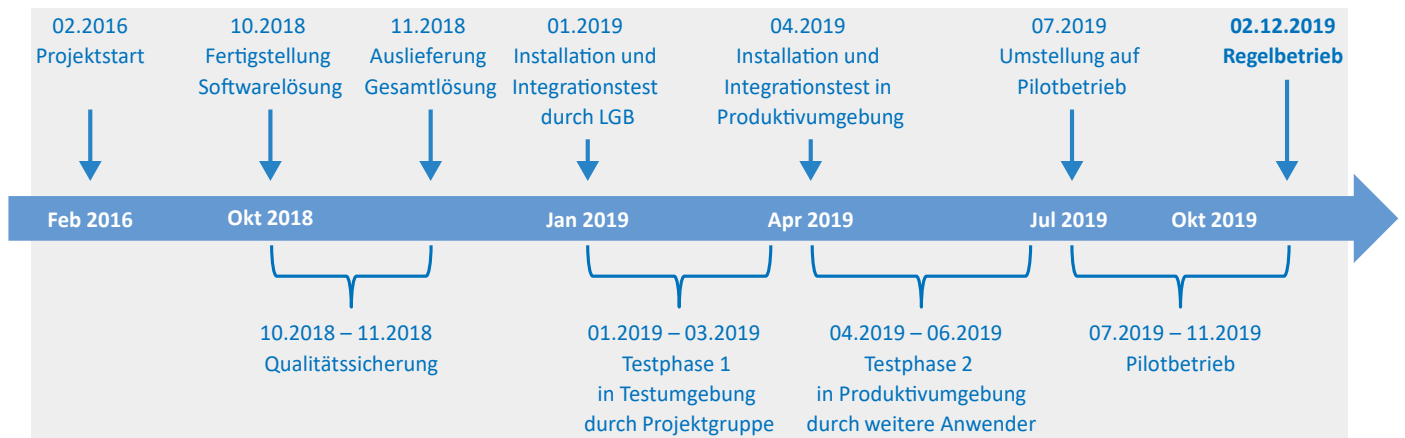 02.2016
Projektstart
10.2018
Fertigstellung
Softwarelösung
11.2018
Auslieferung
Gesamtlösung
01.2019
Installation und
Integrationstest
durch LGB
04.2019
Installation und
Integrationstest in
Produktivumgebung
07.2019
Umstellung auf
Pilotbetrieb
02.12.2019
Regelbetrieb
Feb 2016
Okt 2018
Jan 2019
Apr 2019
Jul 2019
Okt 2019
10.2018 – 11.2018
Qualitätssicherung
01.2019 – 03.2019
Testphase 1
in Testumgebung
durch Projektgruppe
04.2019 – 06.2019
Testphase 2
in Produktivumgebung
durch weitere Anwender
07.2019 – 11.2019
Pilotbetrieb